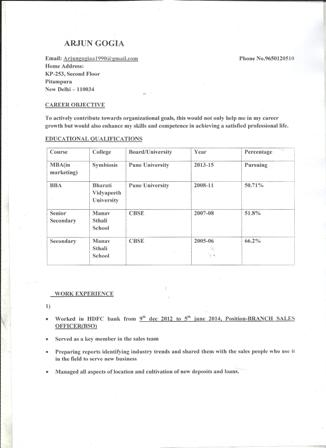 ARJUN GOGIA
Email: Arjungogiaa1990@gmail.com Phone No.9650120510
Home Address:
KP-253, Second Floor
Pitampura
New Delhi – 110034
CAREER OBJECTIVE
To actively contribute towards organizational goals, this would not only help me in my career
growth but would also enhance my skills and competence in achieving a satisfied professional life.
EDUCATIONAL QUALIFICATIONS
Course College Board/University Year Percentage
MBA(in Symbiosis Pune University 2013-15 Pursuing
marketing)
BBA Bharati Pune University 2008-11 50.71%
Vidyapeeth
University
Senior Manav CBSE 2007-08 51.8%
Secondary Sthali
School
Secondary Manav CBSE 2005-06 66.2%
Sthali
School
WORK EXPERIENCE
1)
• Worked in HDFC bank from 9th dec 2012 to 5th june 2014, Position-BRANCH SALES
OFFICER(BSO)
• Served as a key member in the sales team
• Preparing reports identifying industry trends and shared them with the sales people who use it
in the field to serve new business
• Managed all aspects of location and cultivation of new deposits and loans.